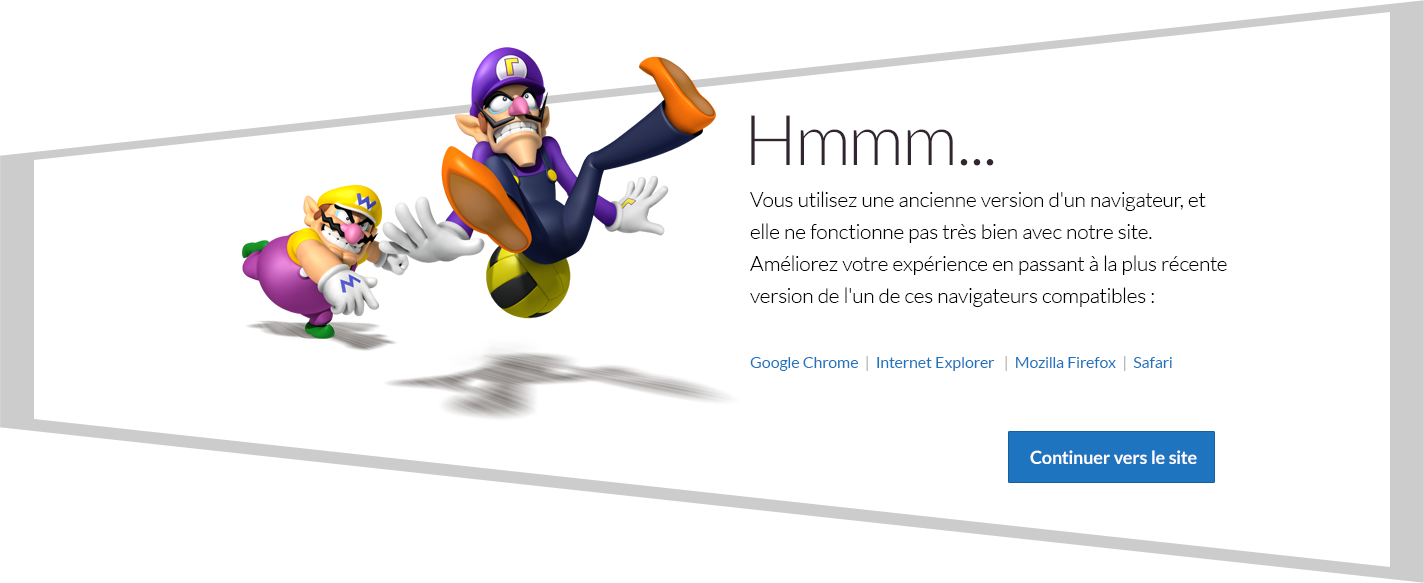 Hmmm...
Vous utilisez une ancienne version d'un navigateur, et
elle ne fonctionne pas très bien avec notre site.
Améliorez votre expérience en passant à la plus récente
version de l'un de ces navigateurs compatibles :
Google Chrome | Internet Explorer | Mozilla Firefox | Safari
Continuer vers le site